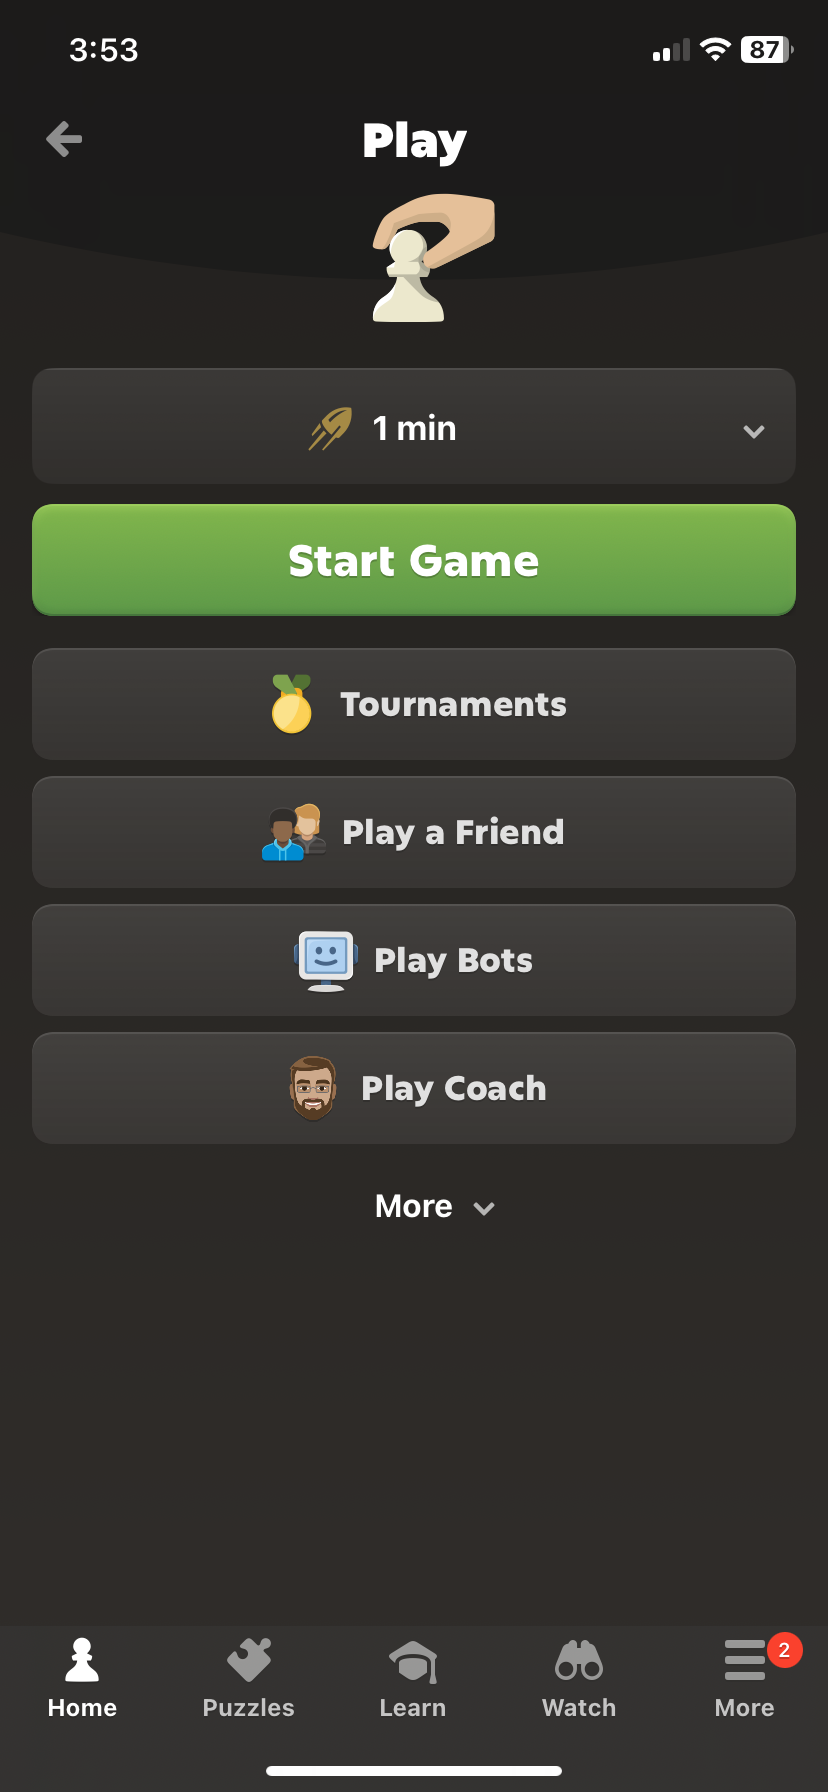 3:53
87
Play
1 min
Start Game
Tournaments
Play a Friend
Play Bots
Play Coach
More
Home
Puzzles
Learn
Watch
More
2